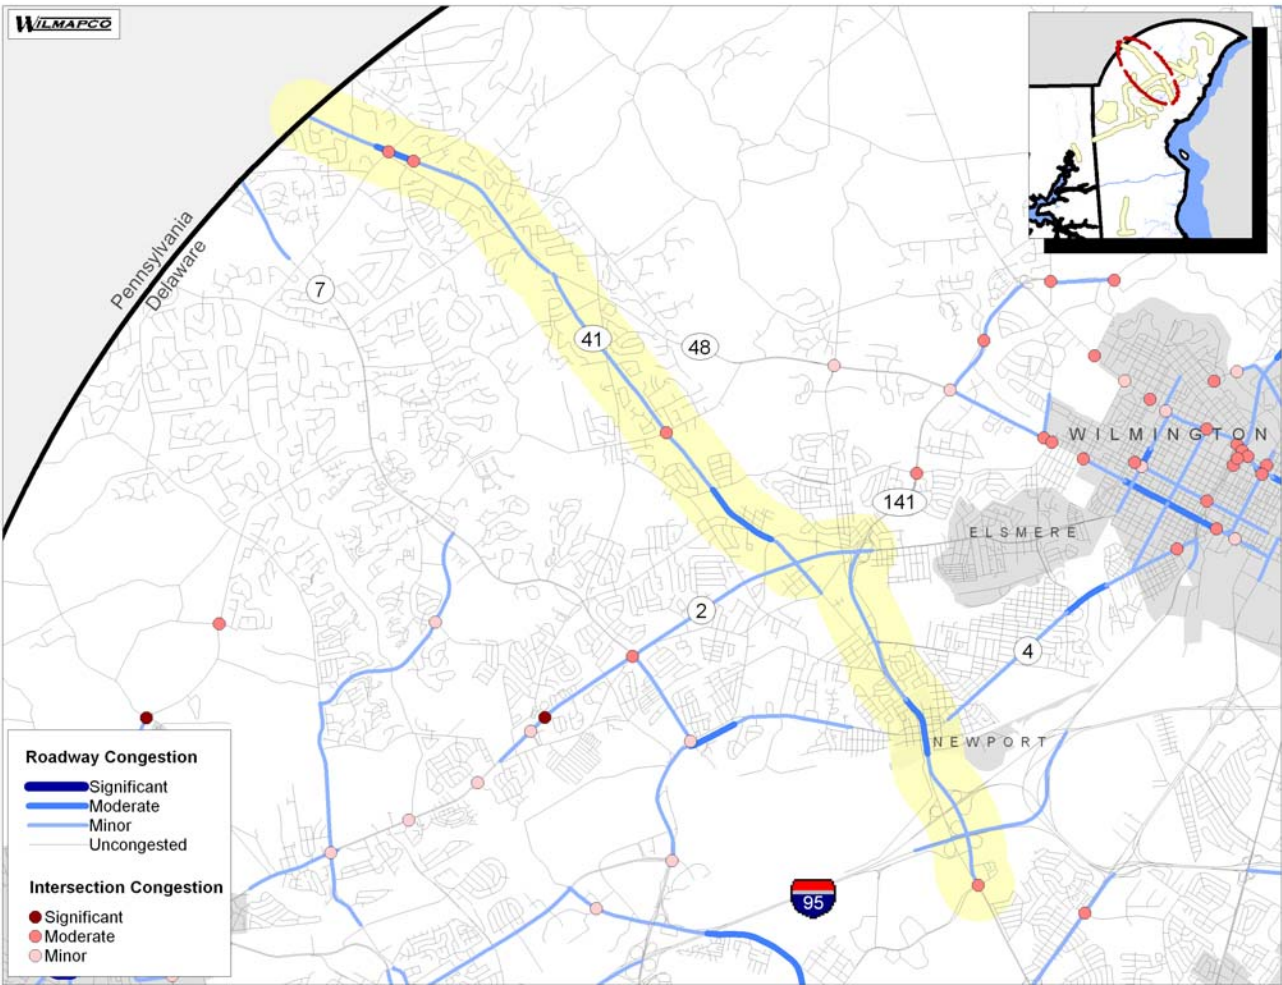 WILMAPCO
Pennsylvania
Delaware
7
41
48
WILMINGTON
141
ELSMERE
2
4
NEWPORT
95
Roadway Congestion
Significant
Moderate
Minor
Uncongested
Intersection Congestion
Significant
Moderate
Minor